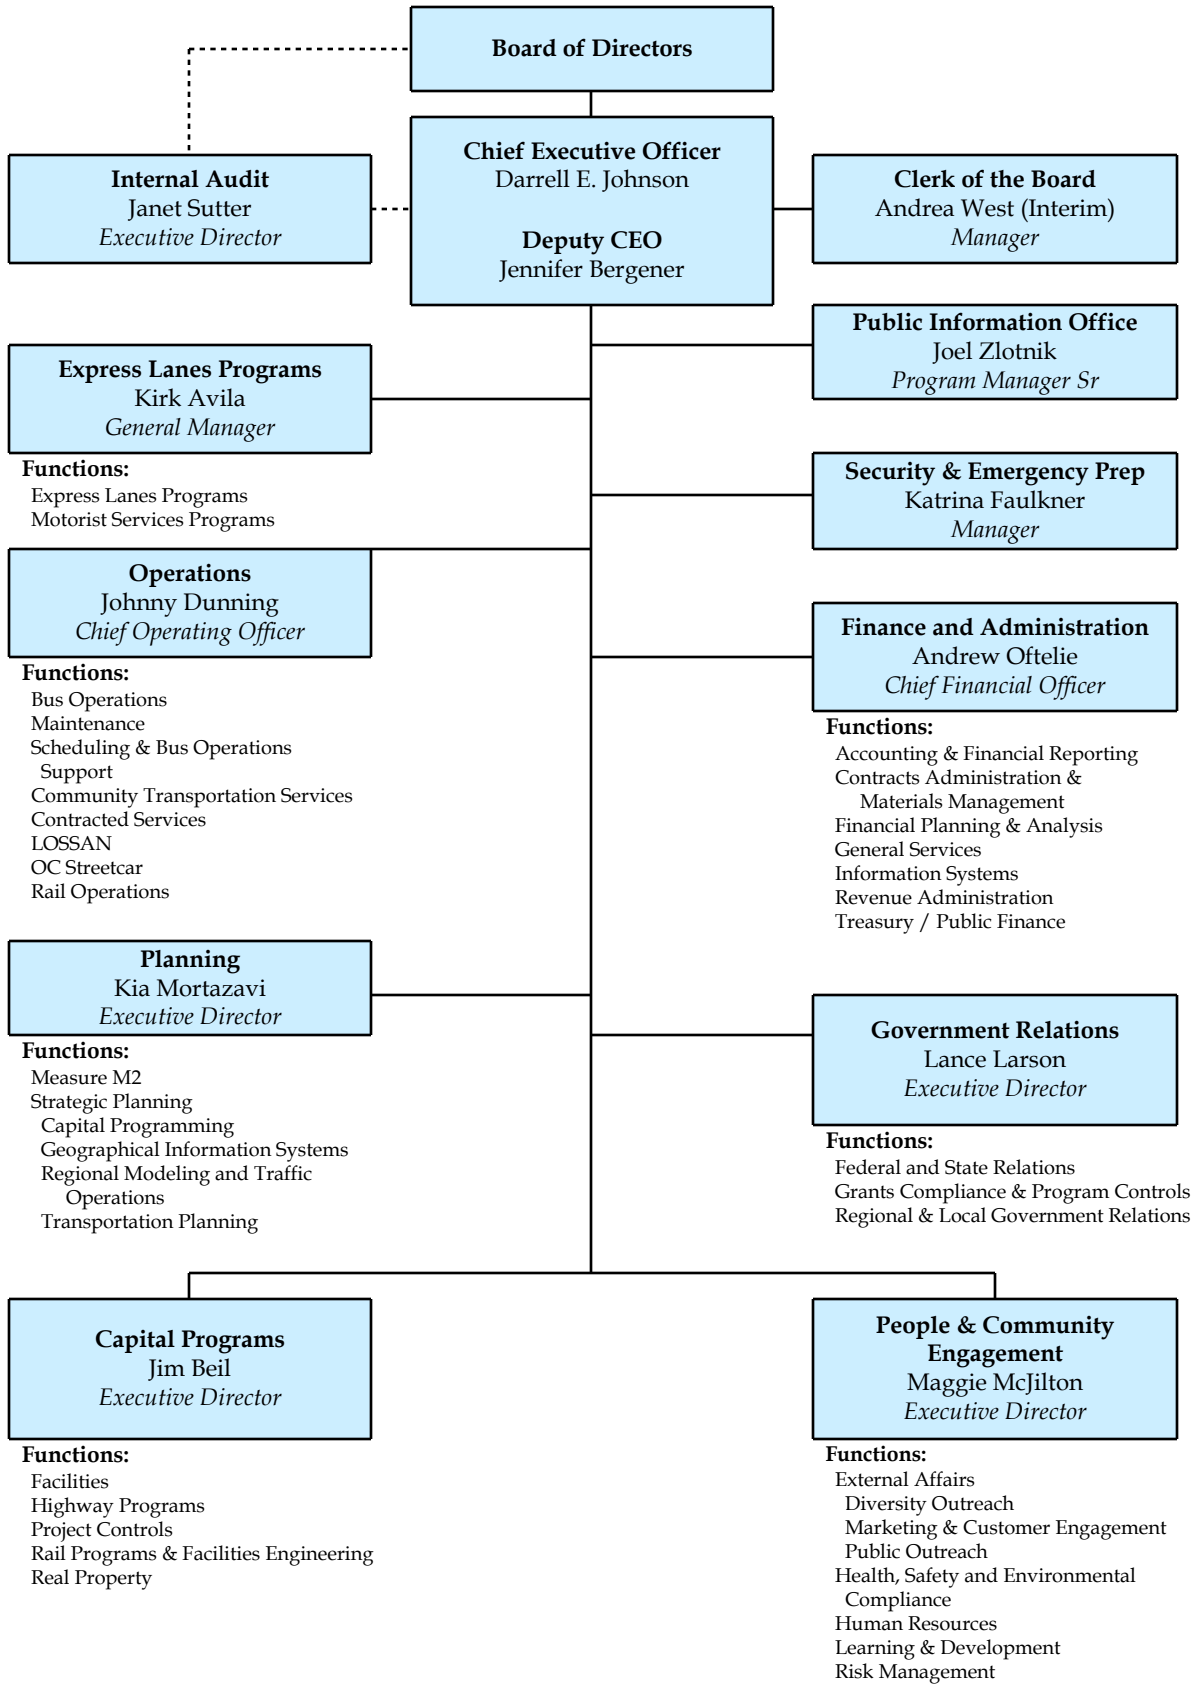 Board of Directors
Chief Executive Officer
Darrell E. Johnson
Deputy CEO
Jennifer Bergener
Internal Audit
Janet Sutter
Executive Director
Clerk of the Board
Andrea West (Interim)
Manager
Public Information Office
Joel Zlotnik
Program Manager Sr
Express Lanes Programs
Kirk Avila
General Manager
Functions:
Express Lanes Programs
Motorist Services Programs
Security & Emergency Prep
Katrina Faulkner
Manager
Operations
Johnny Dunning
Chief Operating Officer
Functions:
Bus Operations
Maintenance
Scheduling & Bus Operations
Support
Community Transportation Services
Contracted Services
LOSSAN
OC Streetcar
Rail Operations
Finance and Administration
Andrew Oftelie
Chief Financial Officer
Functions:
Accounting & Financial Reporting
Contracts Administration &
Materials Management
Financial Planning & Analysis
General Services
Information Systems
Revenue Administration
Treasury / Public Finance
Planning
Kia Mortazavi
Executive Director
Functions:
Measure M2
Strategic Planning
Capital Programming
Geographical Information Systems
Regional Modeling and Traffic
Operations
Transportation Planning
Government Relations
Lance Larson
Executive Director
Functions:
Federal and State Relations
Grants Compliance & Program Controls
Regional & Local Government Relations
Capital Programs
Jim Beil
Executive Director
Functions:
Facilities
Highway Programs
Project Controls
Rail Programs & Facilities Engineering
Real Property
People & Community
Engagement
Maggie McJilton
Executive Director
Functions:
External Affairs
Diversity Outreach
Marketing & Customer Engagement
Public Outreach
Health, Safety and Environmental
Compliance
Human Resources
Learning & Development
Risk Management